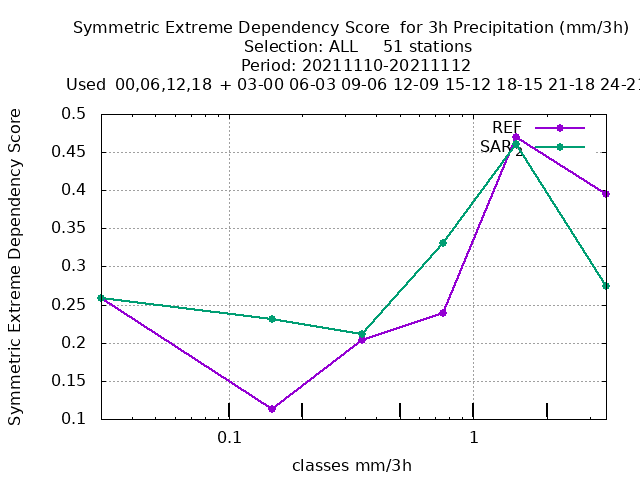 Symmetric Extreme Dependency Score for 3h Precipitation (mm/3h)
Selection: ALL 51 stations
Period: 20211110-20211112
Used 00,06,12,18 + 03-00 06-03 09-06 12-09 15-12 18-15 21-18 24-21
Symmetric Extreme Dependency Score
0.5
0.45
0.4
0.35
0.3
0.25
0.2
0.15
0.1
REF
SAR 2
0.1
1
classes mm/3h